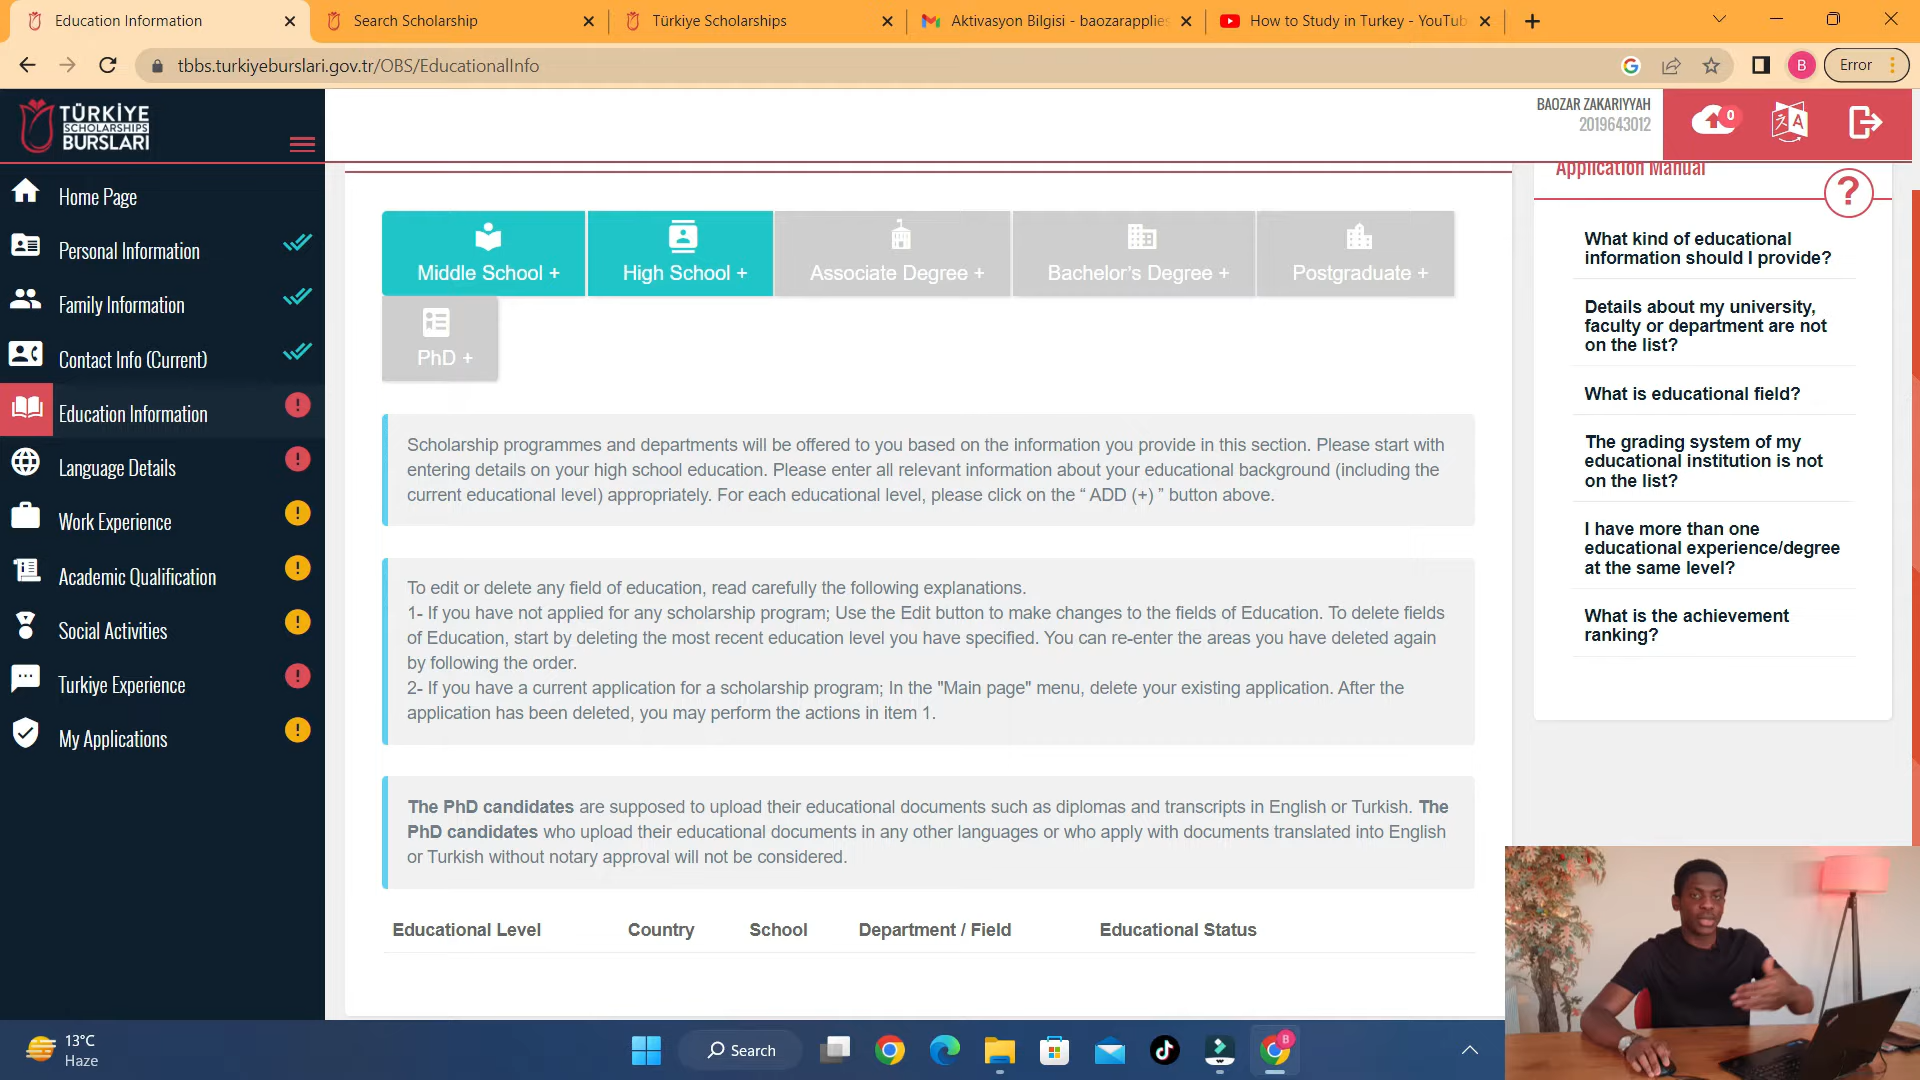 Education Information
Search Scholarship
Türkiye Scholarships
Aktivasyon Bilgisi - baozarapplies
How to Study in Turkey - YouTub
tbbs.turkiyeburslari.gov.tr/OBS/EducationalInfo
B
Error
TÜRKİYE
SCHOLARSHIPS
BURSLARI
BAOZAR ZAKARIYYAH
2019643012
0
Home Page
Personal Information
Family Information
Contact Info (Current)
Education Information
Language Details
Work Experience
Academic Qualification
Social Activities
Turkiye Experience
My Applications
Middle School +
High School +
Associate Degree +
Bachelor's Degree +
Postgraduate +
PhD +
Scholarship programmes and departments will be offered to you based on the information you provide in this section. Please start with
entering details on your high school education. Please enter all relevant information about your educational background (including the
current educational level) appropriately. For each educational level, please click on the “ ADD (+) ” button above.
To edit or delete any field of education, read carefully the following explanations.
1- If you have not applied for any scholarship program; Use the Edit button to make changes to the fields of Education. To delete fields
of Education, start by deleting the most recent education level you have specified. You can re-enter the areas you have deleted again
by following the order.
2- If you have a current application for a scholarship program; In the "Main page" menu, delete your existing application. After the
application has been deleted, you may perform the actions in item 1.
The PhD candidates are supposed to upload their educational documents such as diplomas and transcripts in English or Turkish. The
PhD candidates who upload their educational documents in any other languages or who apply with documents translated into English
or Turkish without notary approval will not be considered.
Educational Level
Country
School
Department / Field
Educational Status
Application Manual
?
What kind of educational
information should I provide?
Details about my university,
faculty or department are not
on the list?
What is educational field?
The grading system of my
educational institution is not
on the list?
I have more than one
educational experience/degree
at the same level?
What is the achievement
ranking?
13°C
Haze
Search
B